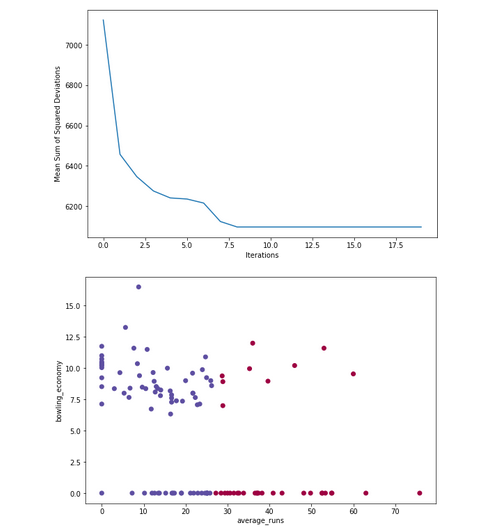 7000
6800
6600
6400
6200
Mean Sum of Squared Deviations
0.0 2.5 5.0 7.5 10.0 12.5 15.0 17.5
Iterations
15.0
12.5
10.0
7.5
5.0
2.5
0.0
bowling_economy
0 10 20 30 40 50 60 70
average_runs